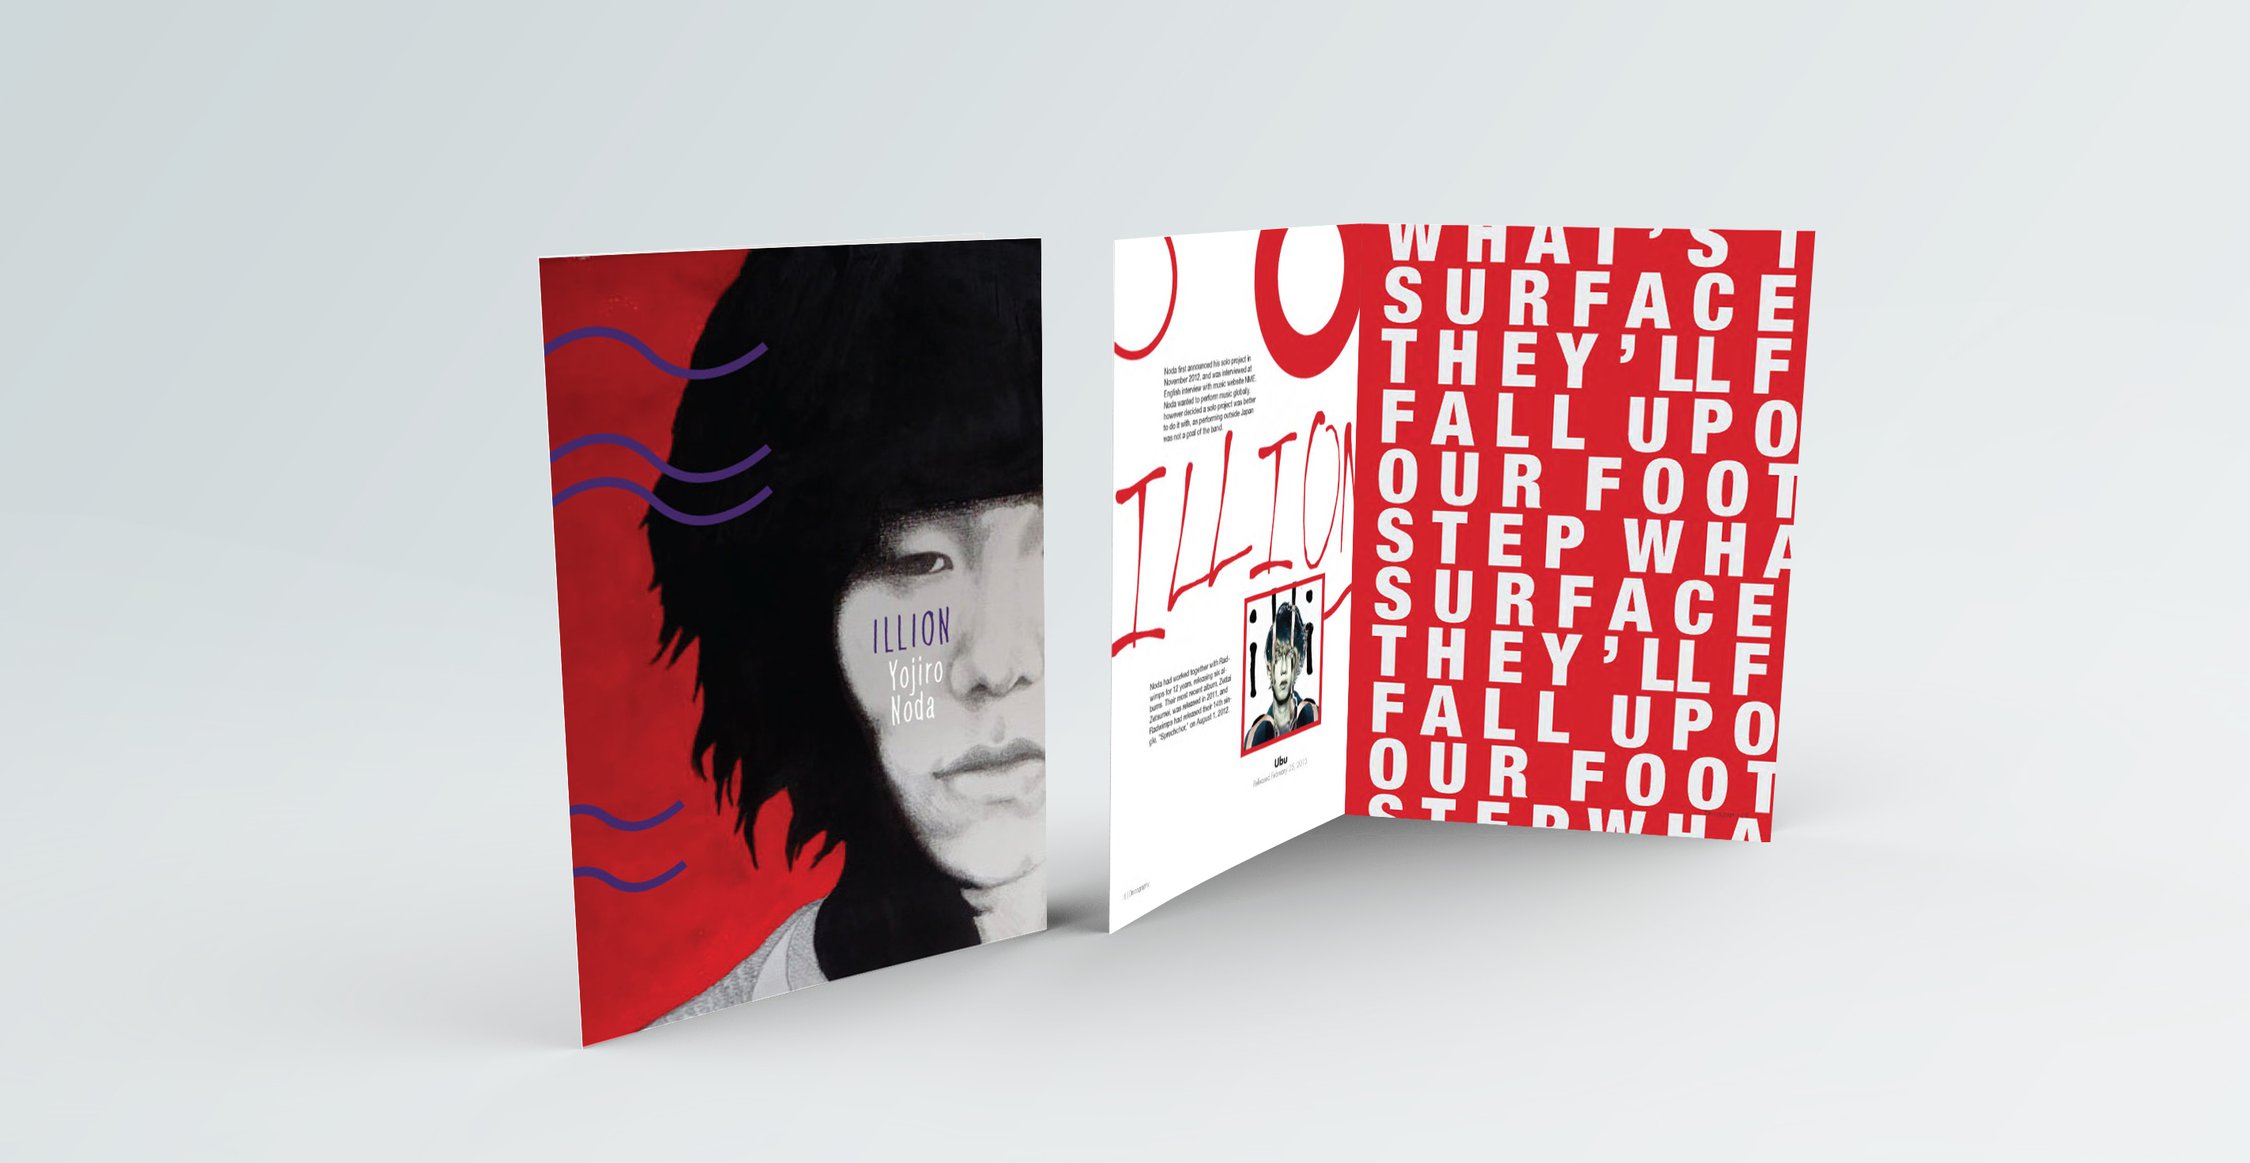 ILLION
Yojiro
Noda
Noda first announced his solo project in
November 2012, and was interviewed at
English interview with music website NME.
Noda wanted to perform music globally,
however decided a solo project was better
to do it with, as performing outside Japan
was not a goal of the band.
ILLION
Noda had worked together with Rad-
wimps for 12 years, releasing six al-
bums. Their most recent album, Zettai
Zetsumei, was released in 2011, and
Radwimps had released their 14th sin-
gle, "Sprechchor," on August 1, 2012.
Ubu
Released February 25, 2013
WHAT'S T
SURFACE
THEY'LL F
FALL UPO
OUR FOOT
STEP WHA
SURFACE
THEY'LL F
FALL UPO
OUR FOOT
STEPWHA